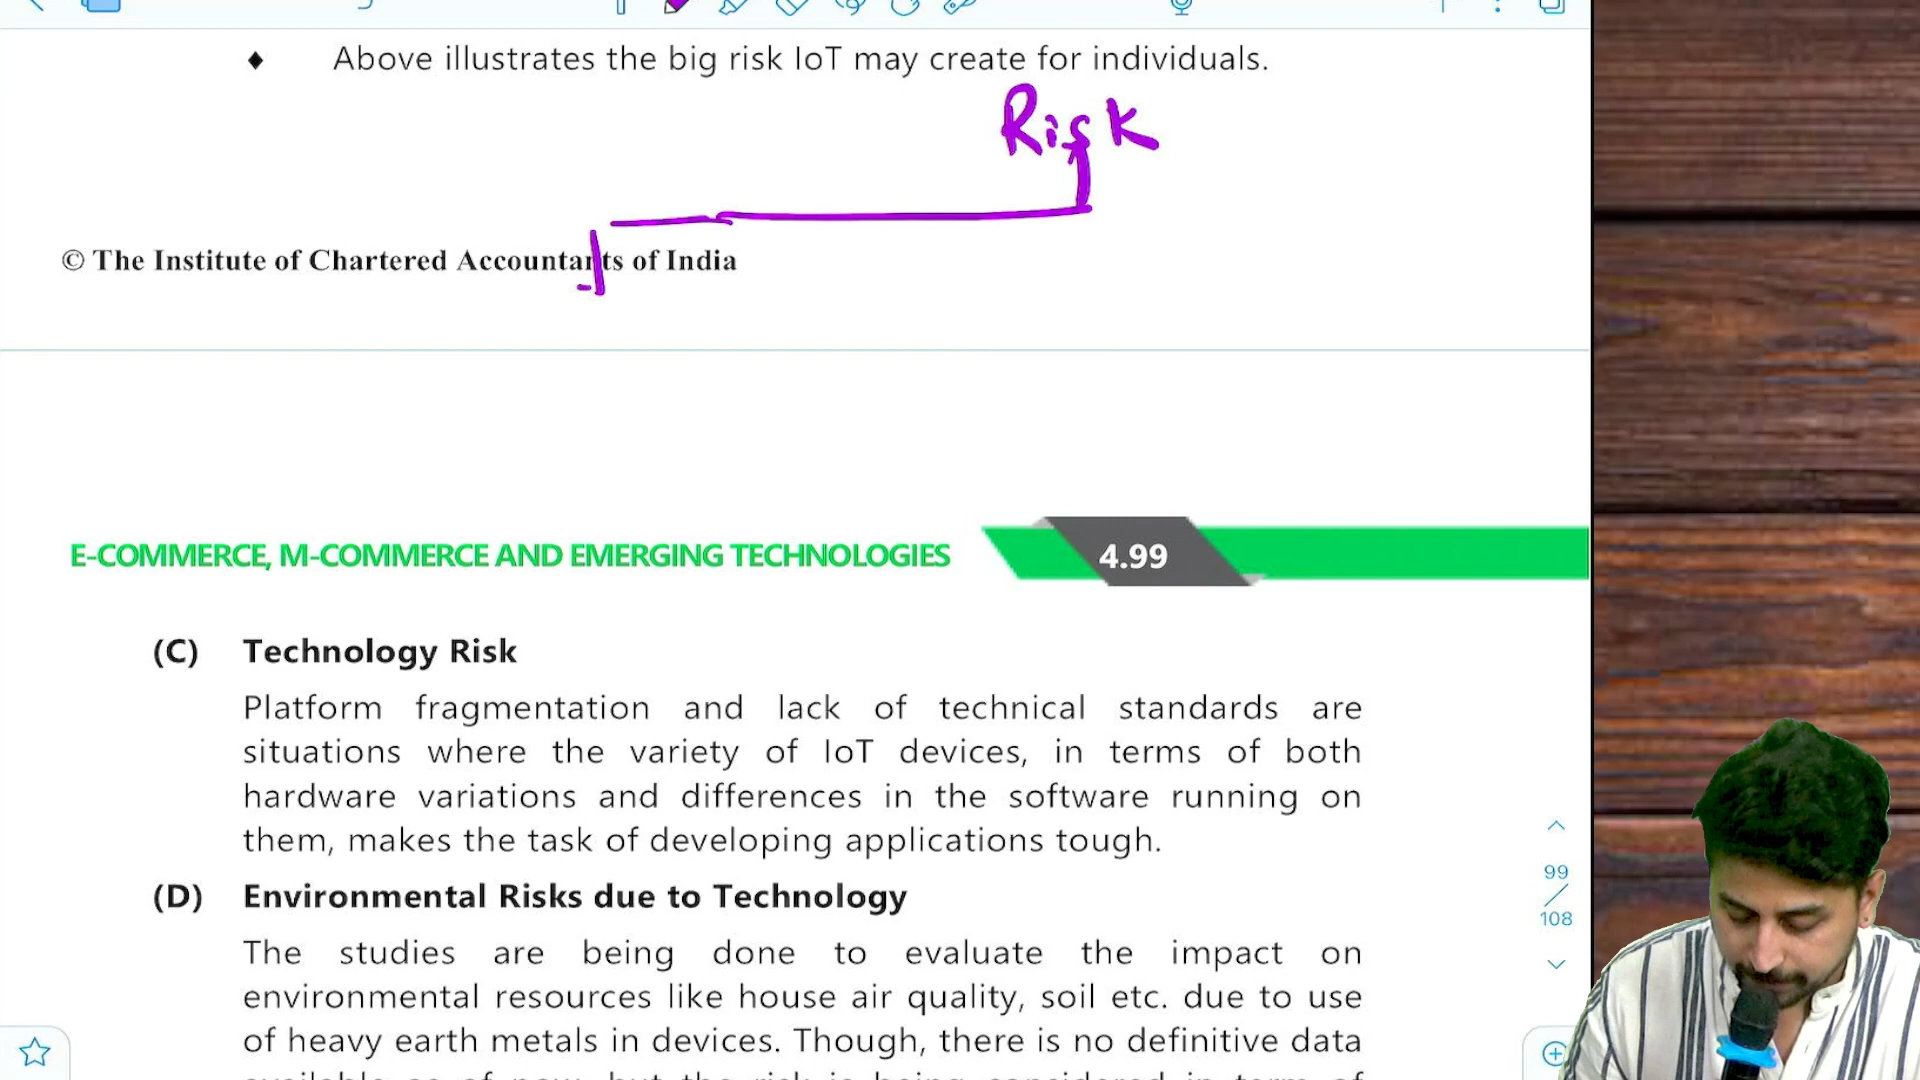 ♦ Above illustrates the big risk IoT may create for individuals.
Risk
© The Institute of Chartered Accountants of India
E-COMMERCE, M-COMMERCE AND EMERGING TECHNOLOGIES 4.99
(C) Technology Risk
Platform fragmentation and lack of technical standards are
situations where the variety of IoT devices, in terms of both
hardware variations and differences in the software running on
them, makes the task of developing applications tough.
(D) Environmental Risks due to Technology
The studies are being done to evaluate the impact on
environmental resources like house air quality, soil etc. due to use
of heavy earth metals in devices. Though, there is no definitive data
99
108